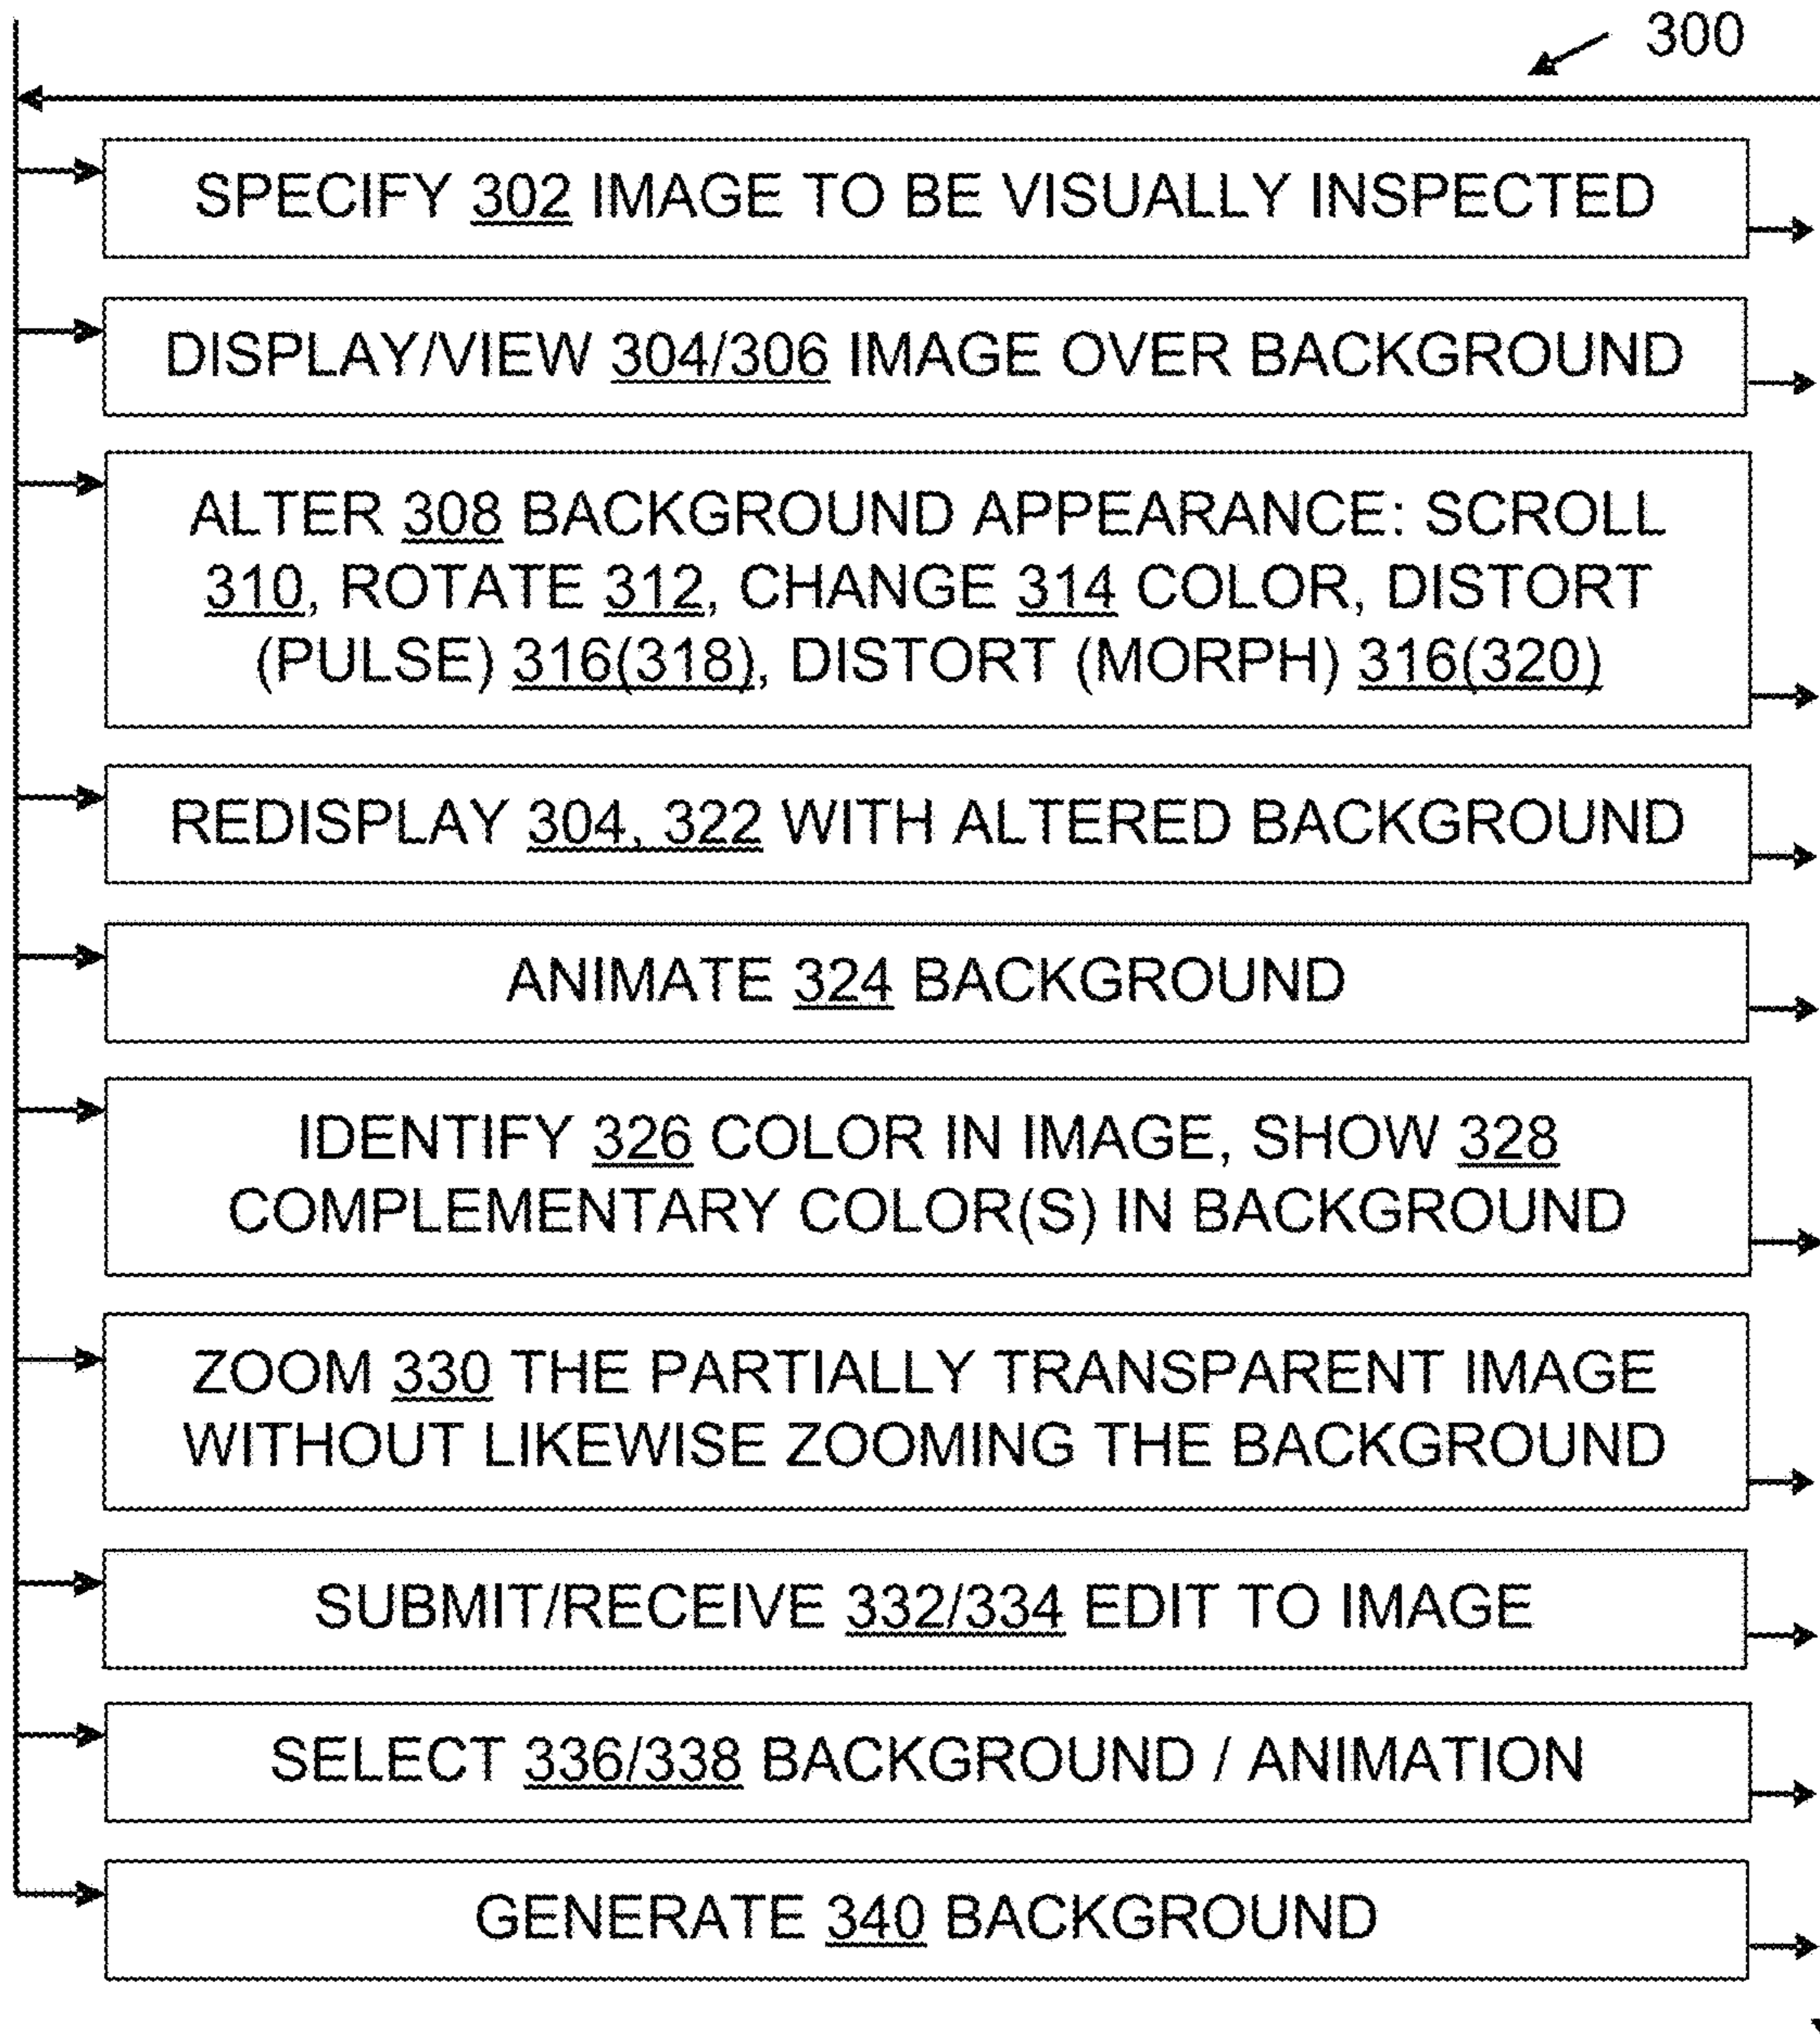 300
SPECIFY 302 IMAGE TO BE VISUALLY INSPECTED
DISPLAY/VIEW 304/306 IMAGE OVER BACKGROUND
ALTER 308 BACKGROUND APPEARANCE: SCROLL
310, ROTATE 312, CHANGE 314 COLOR, DISTORT
(PULSE) 316(318), DISTORT (MORPH) 316(320)
REDISPLAY 304, 322 WITH ALTERED BACKGROUND
ANIMATE 324 BACKGROUND
IDENTIFY 326 COLOR IN IMAGE, SHOW 328
COMPLEMENTARY COLOR(S) IN BACKGROUND
ZOOM 330 THE PARTIALLY TRANSPARENT IMAGE
WITHOUT LIKEWISE ZOOMING THE BACKGROUND
SUBMIT/RECEIVE 332/334 EDIT TO IMAGE
SELECT 336/338 BACKGROUND / ANIMATION
GENERATE 340 BACKGROUND